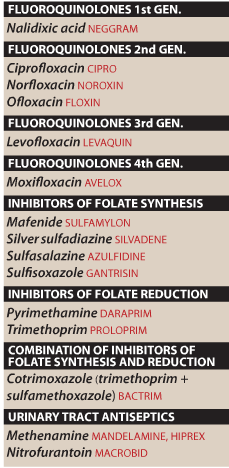 FLUOROQUINOLONES 1st GEN.
Nalidixic acid NEGGRAM
FLUOROQUINOLONES 2nd GEN.
Ciprofloxacin CIPRO
Norfloxacin NOROXIN
Ofloxacin FLOXIN
FLUOROQUINOLONES 3rd GEN.
Levofloxacin LEVAQUIN
FLUOROQUINOLONES 4th GEN.
Moxifloxacin AVELOX
INHIBITORS OF FOLATE SYNTHESIS
Mafenide SULFAMYLON
Silver sulfadiazine SILVADENE
Sulfasalazine AZULFIDINE
Sulfisoxazole GANTRISIN
INHIBITORS OF FOLATE REDUCTION
Pyrimethamine DARAPRIM
Trimethoprim PROLOPRIM
COMBINATION OF INHIBITORS OF
FOLATE SYNTHESIS AND REDUCTION
Cotrimoxazole (trimethoprim +
sulfamethoxazole) BACTRIM
URINARY TRACT ANTISEPTICS
Methenamine MANDELAMINE, HIPREX
Nitrofurantoin MACROBID